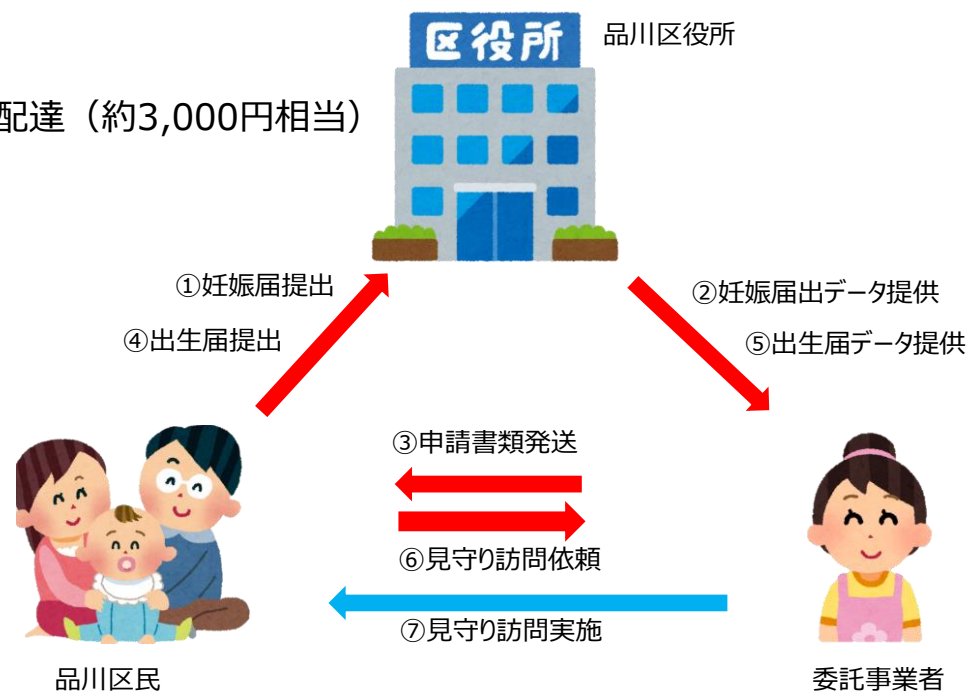 区役所
品川区役所
配達（約3,000円相当）
①妊娠届提出
②妊娠届出データ提供
④出生届提出
⑤出生届データ提供
③申請書類発送
⑥見守り訪問依頼
⑦見守り訪問実施
品川区民
委託事業者